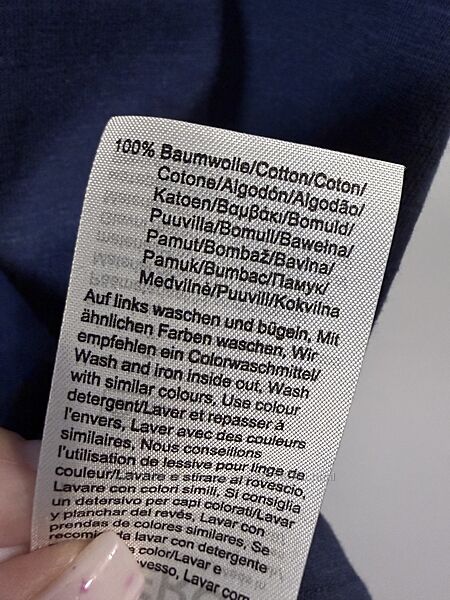 100% Baumwolle/Cotton/Coton/
Cotone/Algodón/Algodão/
Katoen/Βαμβάκι/Bomuld/
Puuvilla/Bomull/Bawełna/
Pamut/Bombaž/Bavlna/
Pamuk/Bumbac/Памук/
Medvilnė/Puuvill/Kokvilna
Auf links waschen und bügeln, Mit
ähnlichen Farben waschen, Wir
empfehlen ein Colorwaschmittel/
Wash and iron inside out, Wash
with similar colours, Use colour
detergent/Laver et repasser à
l'envers, Laver avec des couleurs
similaires, Nous conseillons
l'utilisation de lessive pour linge de
couleur/Lavare e stirare al rovescio,
Lavare con colori simili, Si consiglia
un detersivo per capi colorati/Lavar
y planchar del revés, Lavar con
prendas de colores similares, Se
lavar con detergente
color/Lavar e
Lavar com